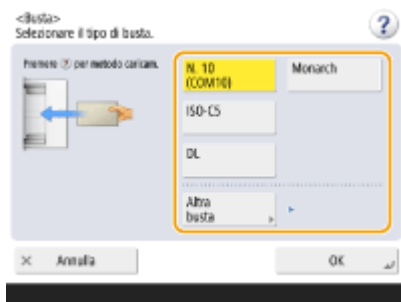 <Busta>
Selezionare il tipo di busta.
?
Premere ? per metodo caricam.
N. 10
(COM10)
Monarch
ISO-C5
DL
Altra
busta
× Annulla
OK